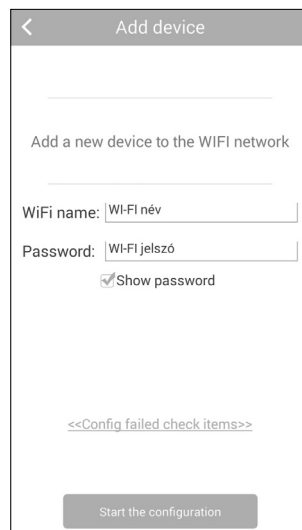 Add device
Add a new device to the WIFI network
WiFi name: WI-FI név
Password: WI-FI jelszó
Show password
<<Config failed check items>>
Start the configuration